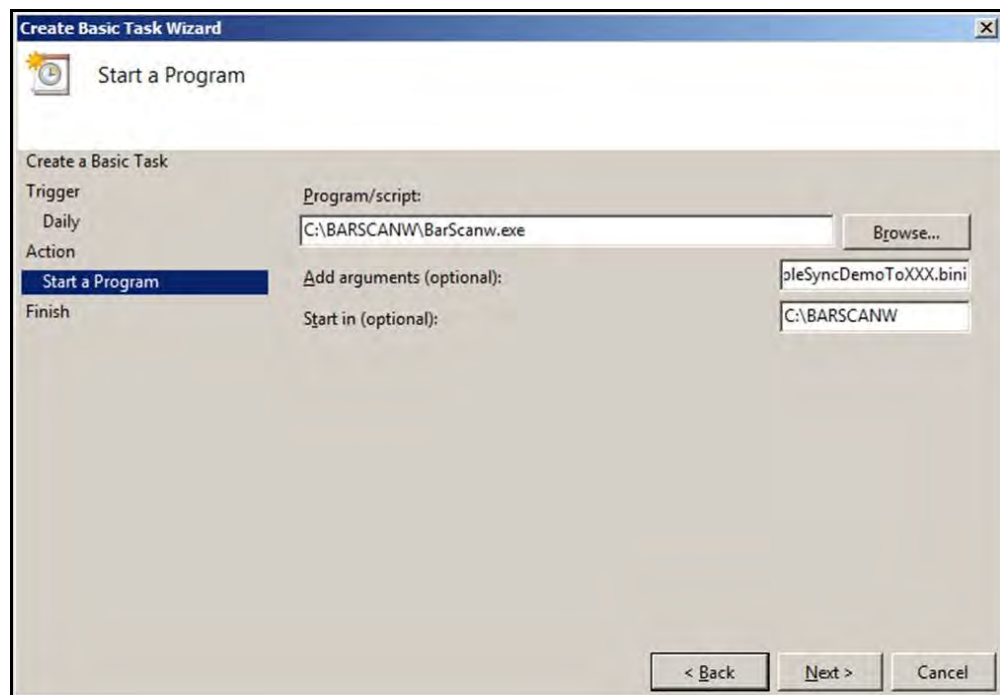 Create Basic Task Wizard
Start a Program
Create a Basic Task
Trigger
Daily
Action
Start a Program
Finish
Program/script:
C:\BARSCANW\BarScanw.exe
Browse...
Add arguments (optional):
pleSyncDemoToXXX.bini
Start in (optional):
C:\BARSCANW
< Back
Next >
Cancel